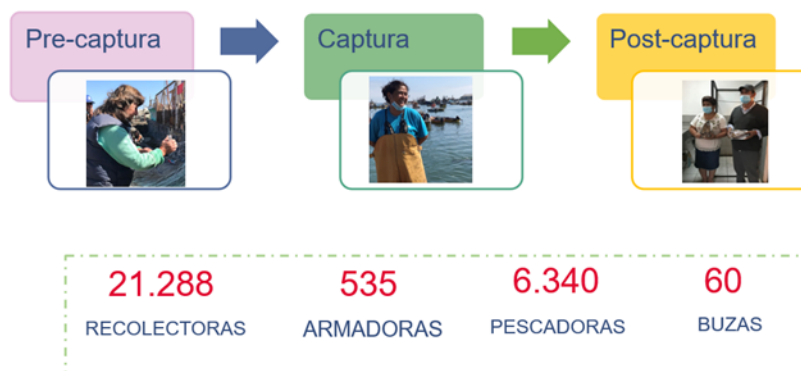 Pre-captura
Captura
Post-captura
21.288
535
6.340
60
RECOLECTORAS
ARMADORAS
PESCADORAS
BUZAS